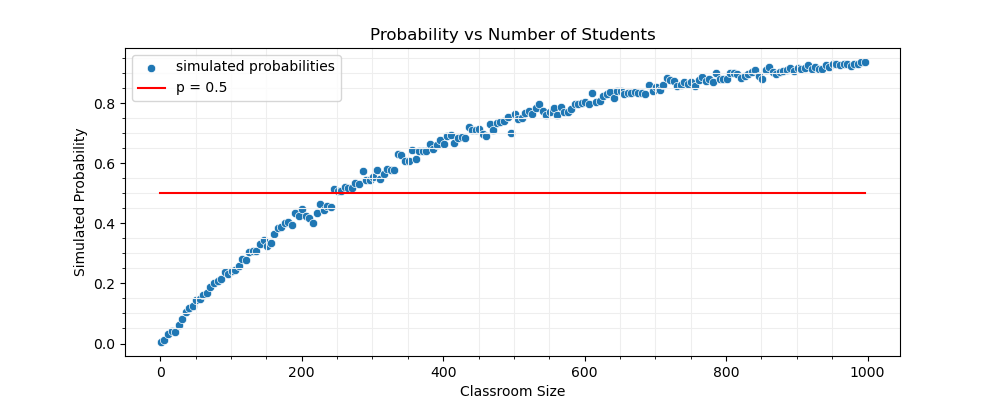 Probability vs Number of Students
simulated probabilities
p = 0.5
Simulated Probability
0.8
0.6
0.4
0.2
0.0
0 200 400 600 800 1000
Classroom Size